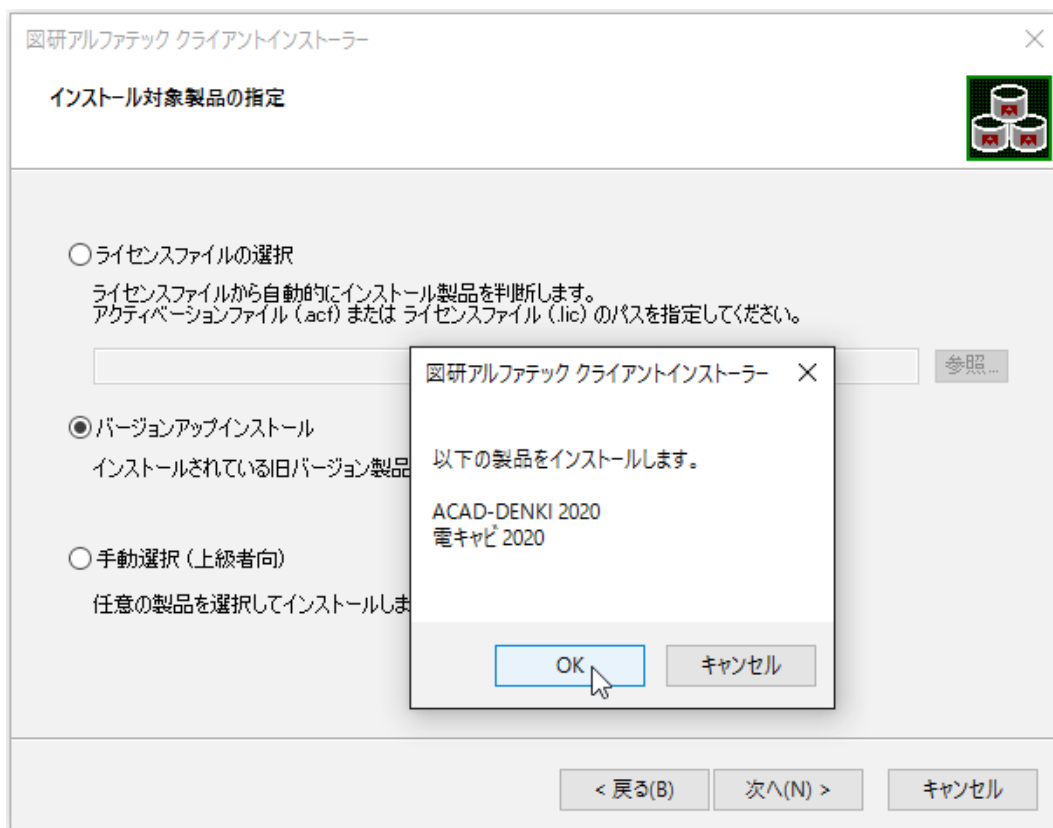 図研アルファテック クライアントインストーラー
インストール対象製品の指定
ライセンスファイルの選択
ライセンスファイルから自動的にインストール製品を判断します。
アクティベーションファイル (.acf) または ライセンスファイル (.lic) のパスを指定してください。
参照...
バージョンアップインストール
インストールされている旧バージョン製品
手動選択 (上級者向)
任意の製品を選択してインストールしま
図研アルファテック クライアントインストーラー
以下の製品をインストールします。
ACAD-DENKI 2020
電キャビ 2020
OK
キャンセル
< 戻る(B)
次へ(N) >
キャンセル